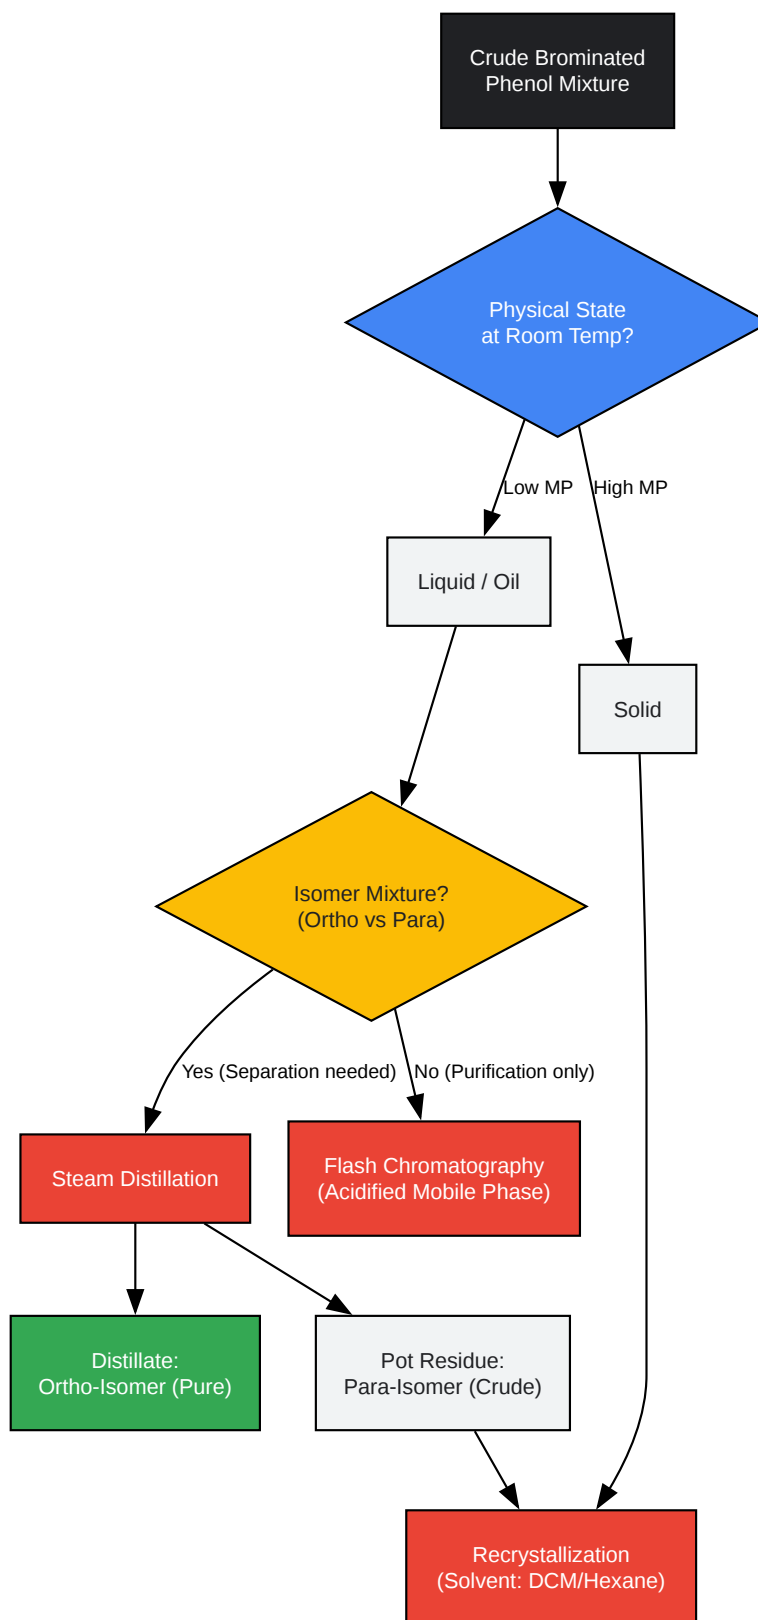 Crude Brominated
Phenol Mixture
Physical State
at Room Temp?
Low MP
High MP
Liquid / Oil
Solid
Isomer Mixture?
(Ortho vs Para)
Yes (Separation needed)
No (Purification only)
Steam Distillation
Flash Chromatography
(Acidified Mobile Phase)
Distillate:
Ortho-Isomer (Pure)
Pot Residue:
Para-Isomer (Crude)
Recrystallization
(Solvent: DCM/Hexane)